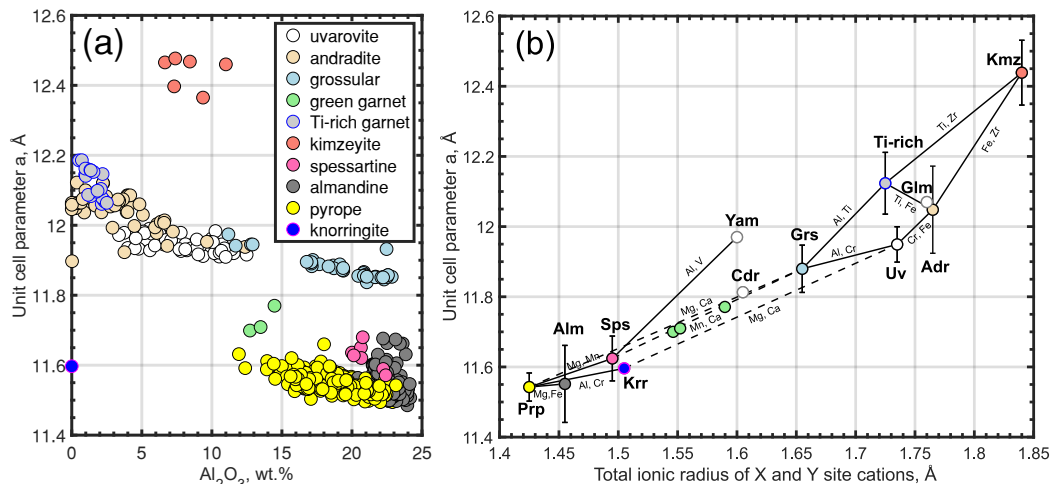 (a)
12.6
12.4
12.2
12
11.8
11.6
11.4
Unit cell parameter a, Å
0
5
10
15
20
25
Al₂O₃, wt.%
uvarovite
andradite
grossular
green garnet
Ti-rich garnet
kimzeyite
spessartine
almandine
pyrope
knorringite
(b)
12.6
12.4
12.2
12
11.8
11.6
11.4
Unit cell parameter a, Å
1.4
1.45
1.5
1.55
1.6
1.65
1.7
1.75
1.8
1.85
Total ionic radius of X and Y site cations, Å
Kmz
Ti, Zr
Fe, Zr
Ti-rich
Glm
Ti, Fe
Al, Ti
Cr, Fe
Yam
Grs
Al, Cr
Uv
Adr
Al, V
Cdr
Mg, Ca
Mn, Ca
Mg, Ca
Alm
Sps
Mg, Mn
Al, Cr
Krr
Mg,Fe
Prp